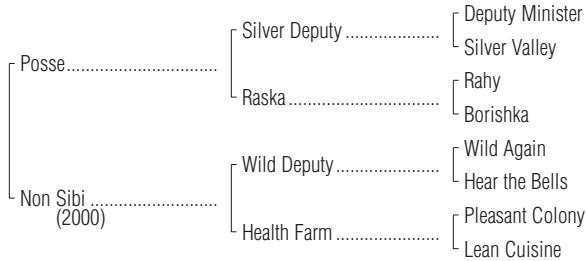 Deputy Minister
Silver Deputy ....................
Silver Valley
Posse................................
Rahy
Raska ................................
Borishka
Wild Again
Wild Deputy ......................
Hear the Bells
Non Sibi ...........................
(2000)
Pleasant Colony
Health Farm ......................
Lean Cuisine